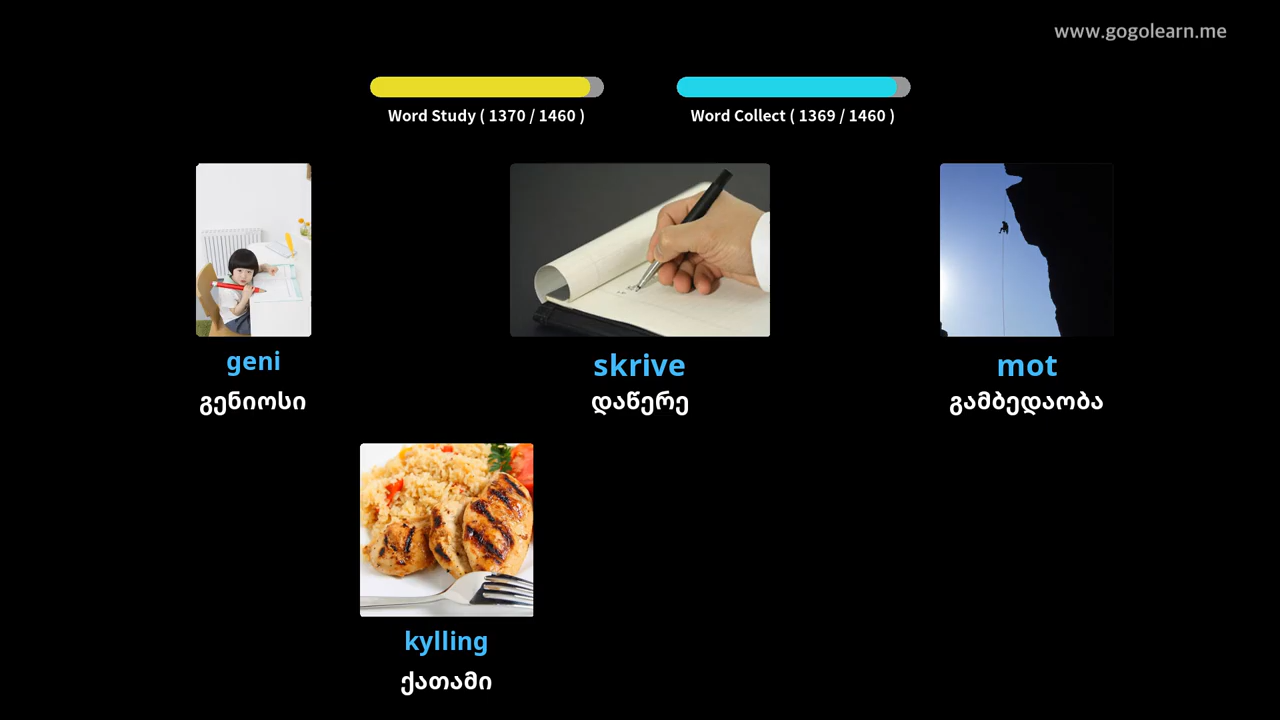 www.gogolearn.me
Word Study ( 1370 / 1460 )
Word Collect ( 1369 / 1460 )
geni
გენიოსი
skrive
დაწერე
mot
გამბედაობა
kylling
ქათამი